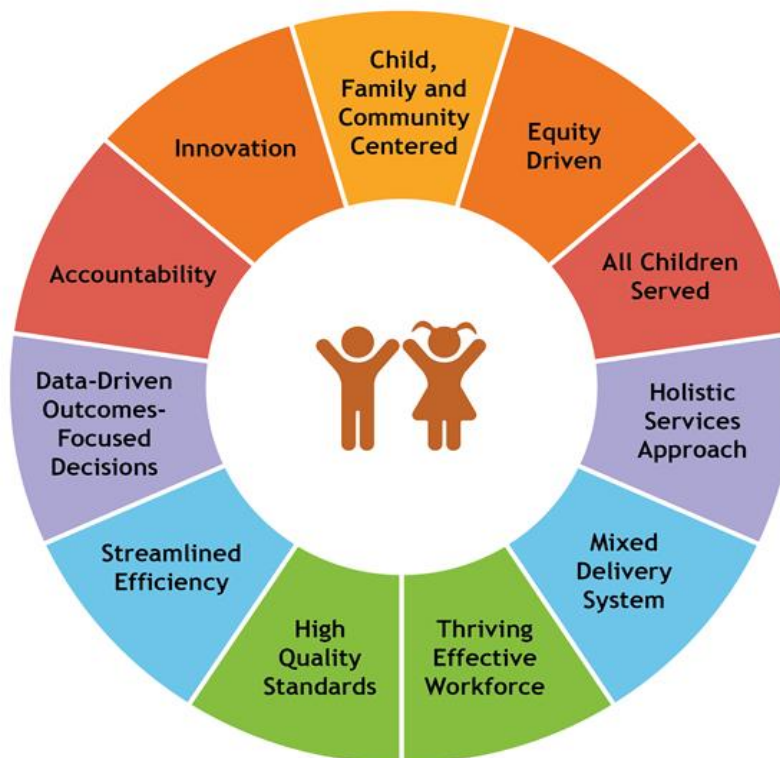 Child,
Family and
Community
Centered
Equity
Driven
All Children
Served
Holistic
Services
Approach
Mixed
Delivery
System
Thriving
Effective
Workforce
High
Quality
Standards
Streamlined
Efficiency
Data-Driven
Outcomes-
Focused
Decisions
Accountability
Innovation